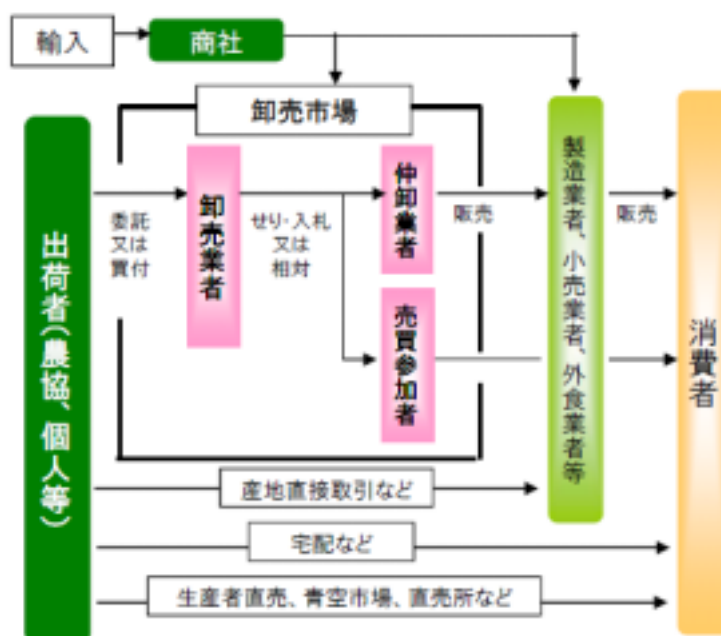 輸入
商社
卸売市場
出荷者(農協、個人等)
委託
又は
買付
卸売業者
せり・入札
又は
相対
仲卸業者
売買参加者
販売
製造業者、小売業者、外食業者等
販売
消費者
産地直接取引など
宅配など
生産者直売、青空市場、直売所など